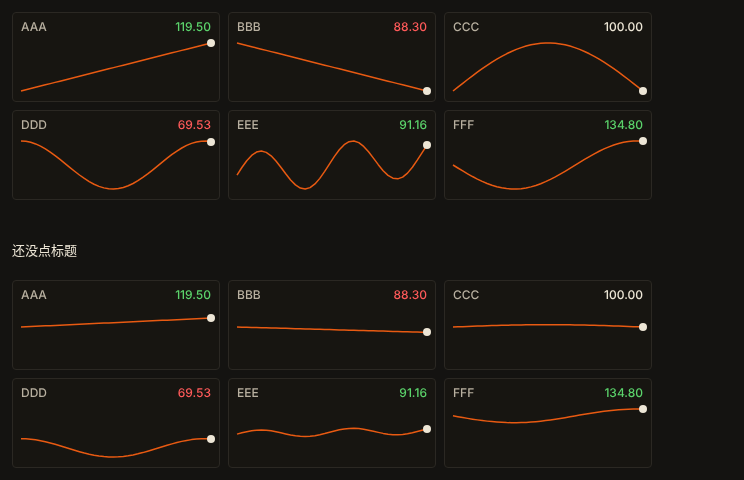 AAA 119.50 BBB 88.30 CCC 100.00
DDD 69.53 EEE 91.16 FFF 134.80
还没点标题
AAA 119.50 BBB 88.30 CCC 100.00
DDD 69.53 EEE 91.16 FFF 134.80